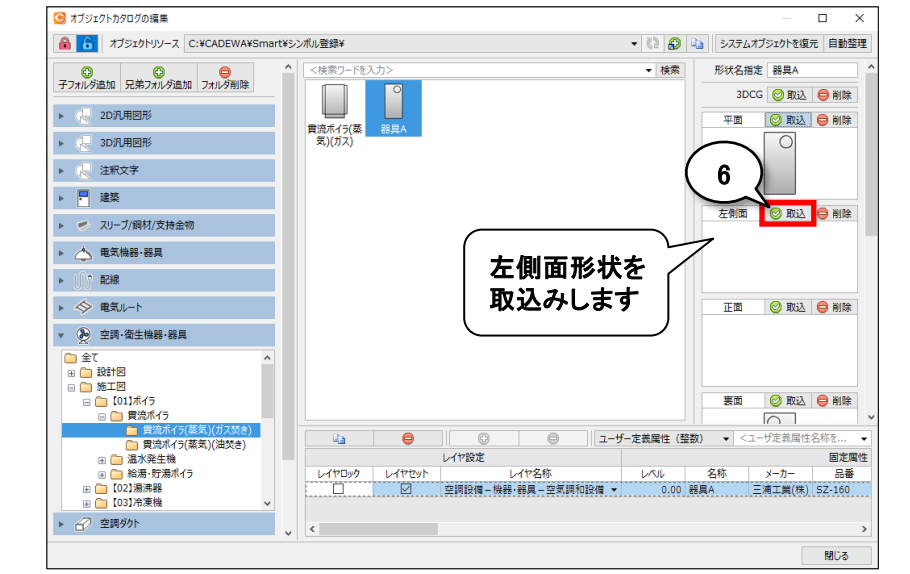 オブジェクトカタログの編集
オブジェクトリソース C:¥CADEWA¥Smart¥シンボル登録¥
システムオブジェクトを復元 自動整理
子フォルダ追加 兄弟フォルダ追加 フォルダ削除
<検索ワードを入力> 検索
形状名指定 器具A
3DCG 取込 削除
平面 取込 削除
2D汎用図形
3D汎用図形
注釈文字
建築
スリーブ/鋼材/支持金物
電気機器・器具
配線
電気ルート
空調・衛生機器・器具
全て
設計図
施工図
【01】ボイラ
貫流ボイラ
貫流ボイラ(蒸気)(ガス焚き)
貫流ボイラ(蒸気)(油焚き)
温水発生機
給湯・貯湯ボイラ
【02】湯沸器
【03】冷凍機
空調ダクト
貫流ボイラ(蒸
気)(ガス)
器具A
6
左側面 取込 削除
左側面形状を
取込みします
正面 取込 削除
裏面 取込 削除
ユーザー定義属性（整数） <ユーザ定義属性名称を...
レイヤ設定 固定属性
レイヤロック レイヤセット レイヤ名称 レベル 名称 メーカー 品番
空調設備－機器・器具－空気調和設備 0.00 器具A 三浦工業(株) SZ-160
閉じる